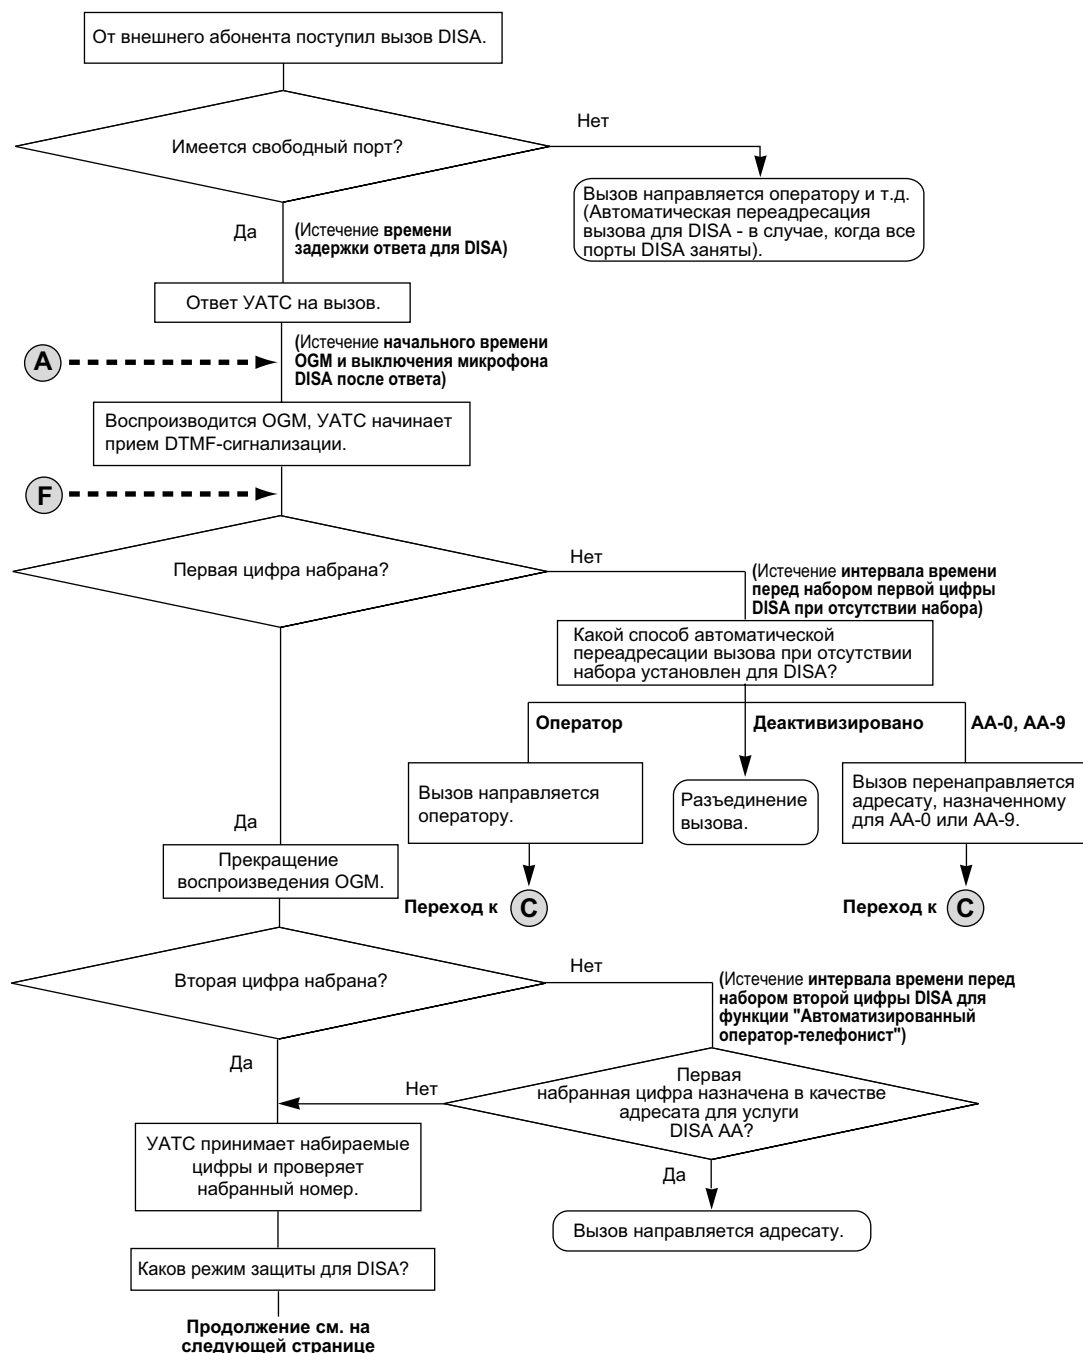 От внешнего абонента поступил вызов DISA.
Имеется свободный порт?
Нет
Вызов направляется оператору и т.д.
(Автоматическая переадресация
вызова для DISA - в случае, когда все
порты DISA заняты).
Да
(Истечение времени
задержки ответа для DISA)
Ответ УАТС на вызов.
A
(Истечение начального времени
OGM и выключения микрофона
DISA после ответа)
Воспроизводится OGM, УАТС начинает
прием DTMF-сигнализации.
F
Первая цифра набрана?
Нет
(Истечение интервала времени
перед набором первой цифры
DISA при отсутствии набора)
Какой способ автоматической
переадресации вызова при отсутствии
набора установлен для DISA?
Оператор
Деактивизировано
AA-0, AA-9
Вызов направляется
оператору.
Разъединение
вызова.
Вызов перенаправляется
адресату, назначенному
для AA-0 или AA-9.
Да
Прекращение
воспроизведения OGM.
Переход к C
Переход к C
Вторая цифра набрана?
Нет
(Истечение интервала времени перед
набором второй цифры DISA для
функции "Автоматизированный
оператор-телефонист")
Да
Нет
Первая
набранная цифра назначена в качестве
адресата для услуги
DISA AA?
УАТС принимает набираемые
цифры и проверяет
набранный номер.
Да
Вызов направляется адресату.
Каков режим защиты для DISA?
Продолжение см. на
следующей странице